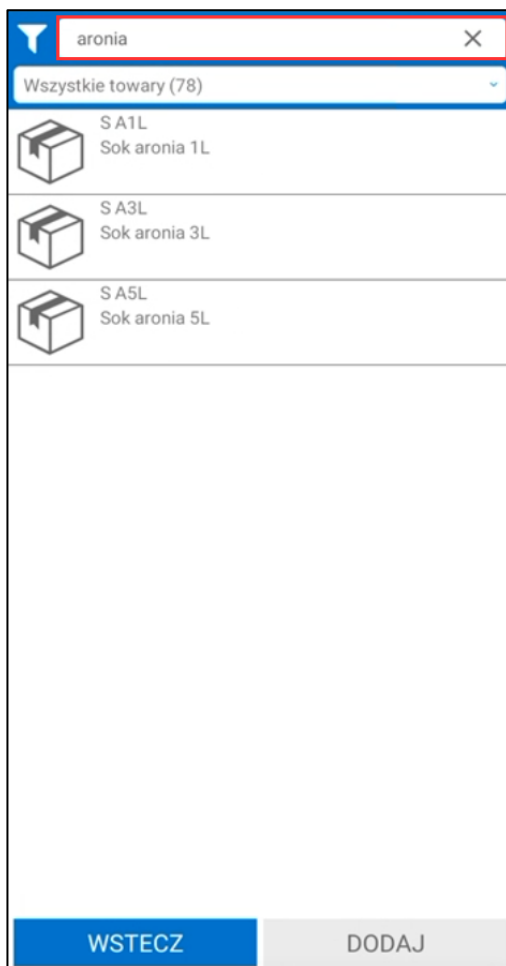 aronia
Wszystkie towary (78)
S A1L
Sok aronia 1L
S A3L
Sok aronia 3L
S A5L
Sok aronia 5L
WSTECZ
DODAJ